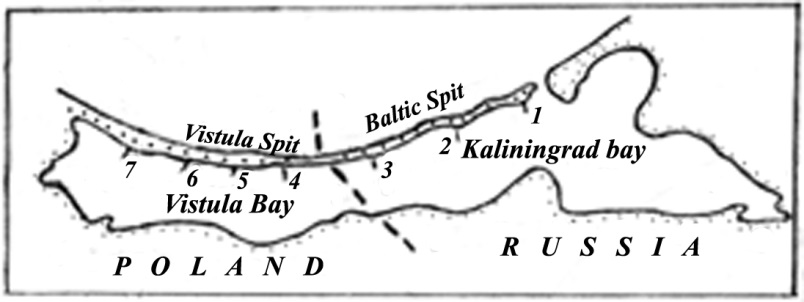 Baltic Spit
Vistula Spit
1
2 Kaliningrad bay
3
7 6 5 4
Vistula Bay
R U S S I A
P O L A N D